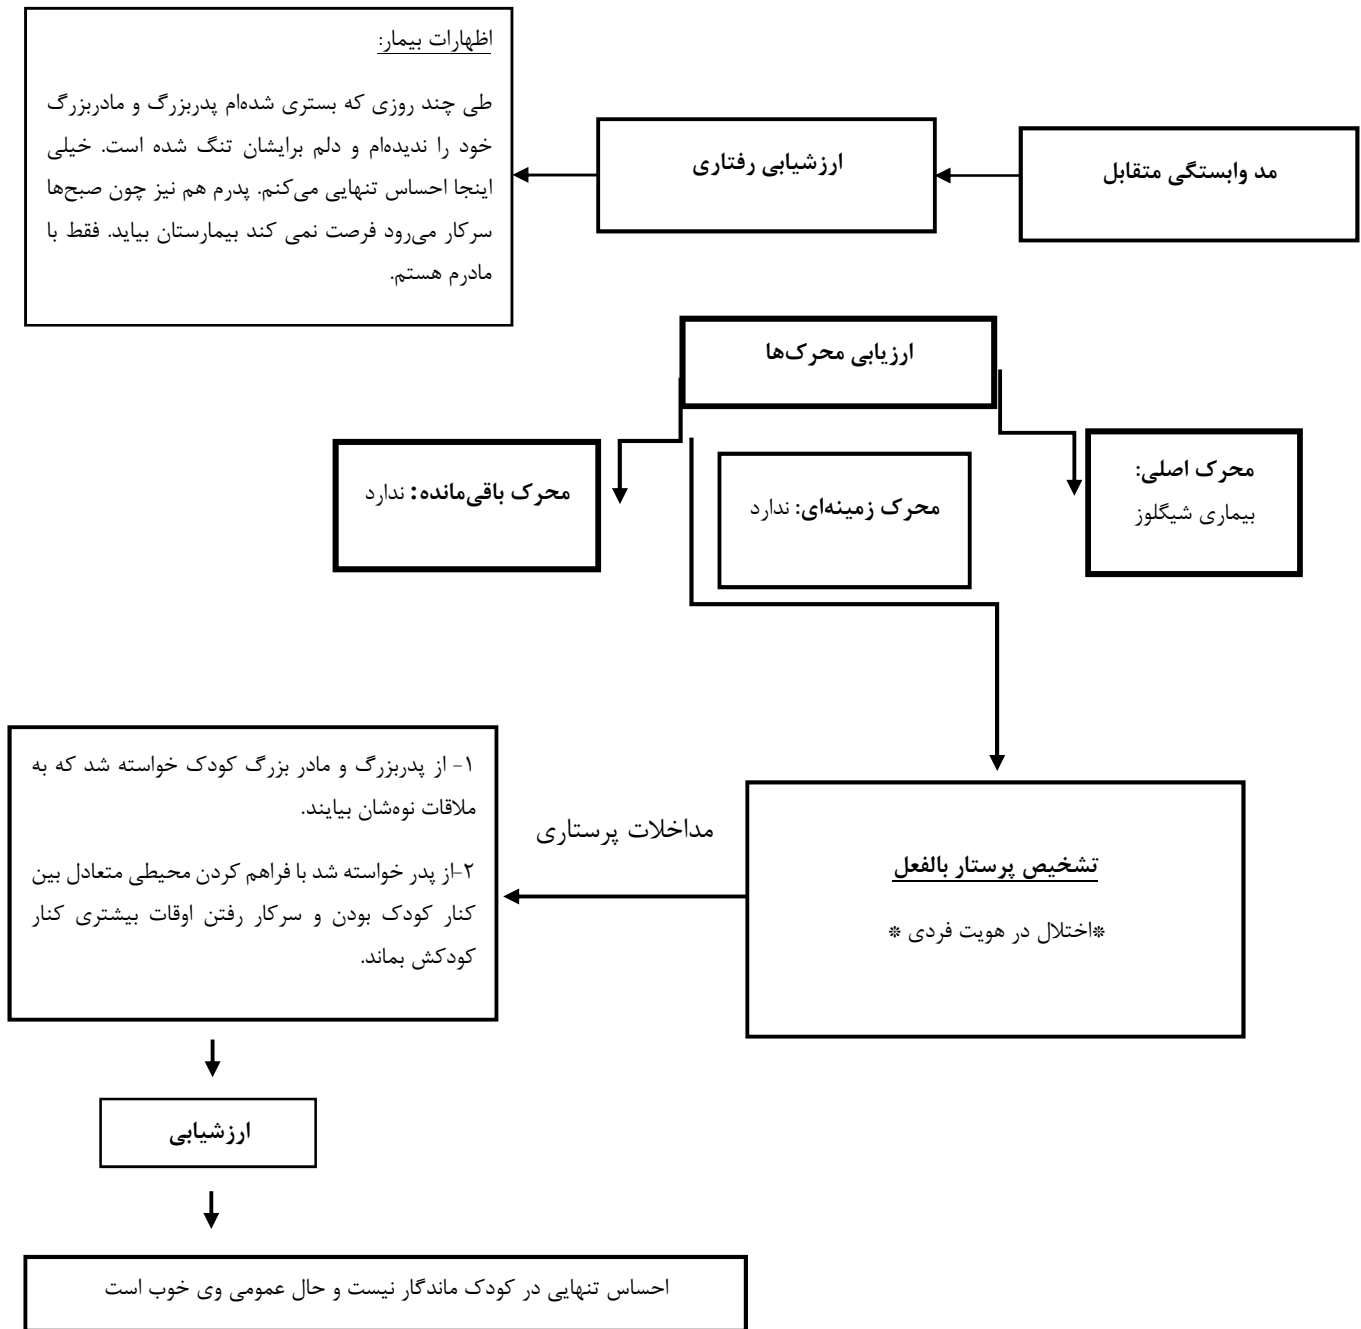 مد وابستگی متقابل
ارزشیابی رفتاری
اظهارات بیمار:
طی چند روزی که بستری شده‌ام پدربزرگ و مادربزرگ
خود را ندیده‌ام و دلم برایشان تنگ شده است. خیلی
اینجا احساس تنهایی می‌کنم. پدرم هم نیز چون صبح‌ها
سرکار می‌رود فرصت نمی کند بیمارستان بیاید. فقط با
مادرم هستم.
ارزیابی محرک‌ها
محرک اصلی:
بیماری شیگلوز
محرک زمینه‌ای: ندارد
محرک باقی‌مانده: ندارد
تشخیص پرستار بالفعل
*اختلال در هویت فردی *
مداخلات پرستاری
۱- از پدربزرگ و مادر بزرگ کودک خواسته شد که به
ملاقات نوه‌شان بیایند.
۲-از پدر خواسته شد با فراهم کردن محیطی متعادل بین
کنار کودک بودن و سرکار رفتن اوقات بیشتری کنار
کودکش بماند.
ارزشیابی
احساس تنهایی در کودک ماندگار نیست و حال عمومی وی خوب است